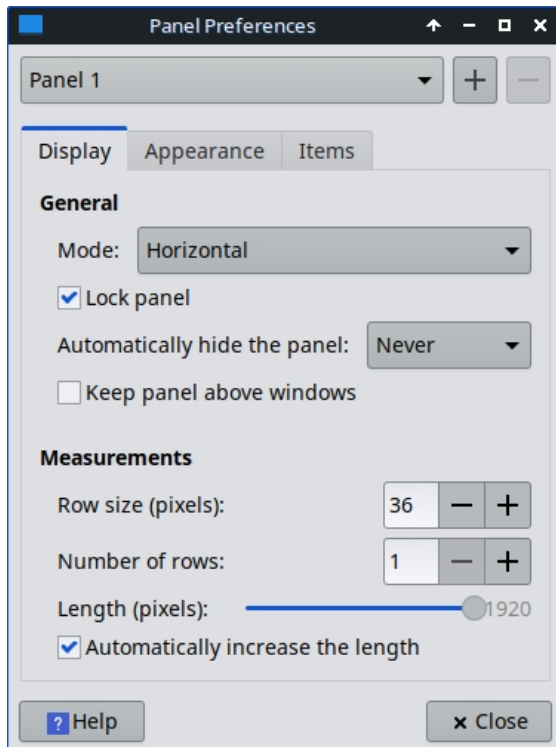 Panel Preferences
Panel 1
Display Appearance Items
General
Mode: Horizontal
Lock panel
Automatically hide the panel: Never
Keep panel above windows
Measurements
Row size (pixels): 36
Number of rows: 1
Length (pixels): 1920
Automatically increase the length
? Help
Close